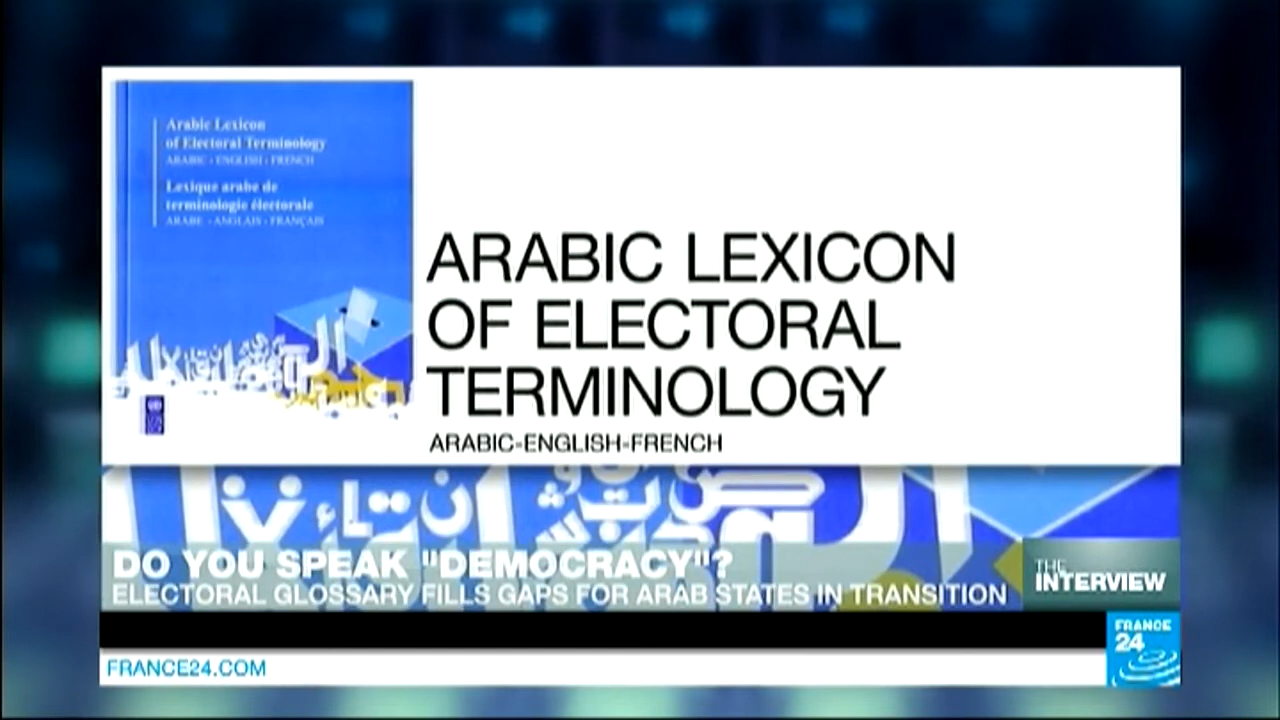 Arabic Lexicon
of Electoral Terminology
ARABIC - ENGLISH - FRENCH
Lexique arabe de
terminologie électorale
ARABE - ANGLAIS - FRANÇAIS
ARABIC LEXICON
OF ELECTORAL
TERMINOLOGY
ARABIC-ENGLISH-FRENCH
DO YOU SPEAK "DEMOCRACY"?
ELECTORAL GLOSSARY FILLS GAPS FOR ARAB STATES IN TRANSITION
THE
INTERVIEW
FRANCE
24
FRANCE24.COM